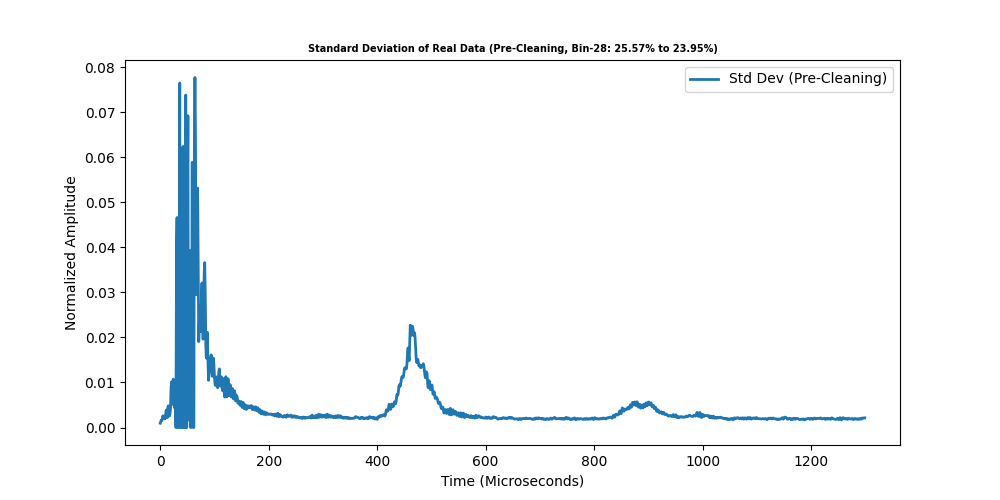 Standard Deviation of Real Data (Pre-Cleaning, Bin-28: 25.57% to 23.95%)
Std Dev (Pre-Cleaning)
Normalized Amplitude
0.08
0.07
0.06
0.05
0.04
0.03
0.02
0.01
0.00
0 200 400 600 800 1000 1200
Time (Microseconds)